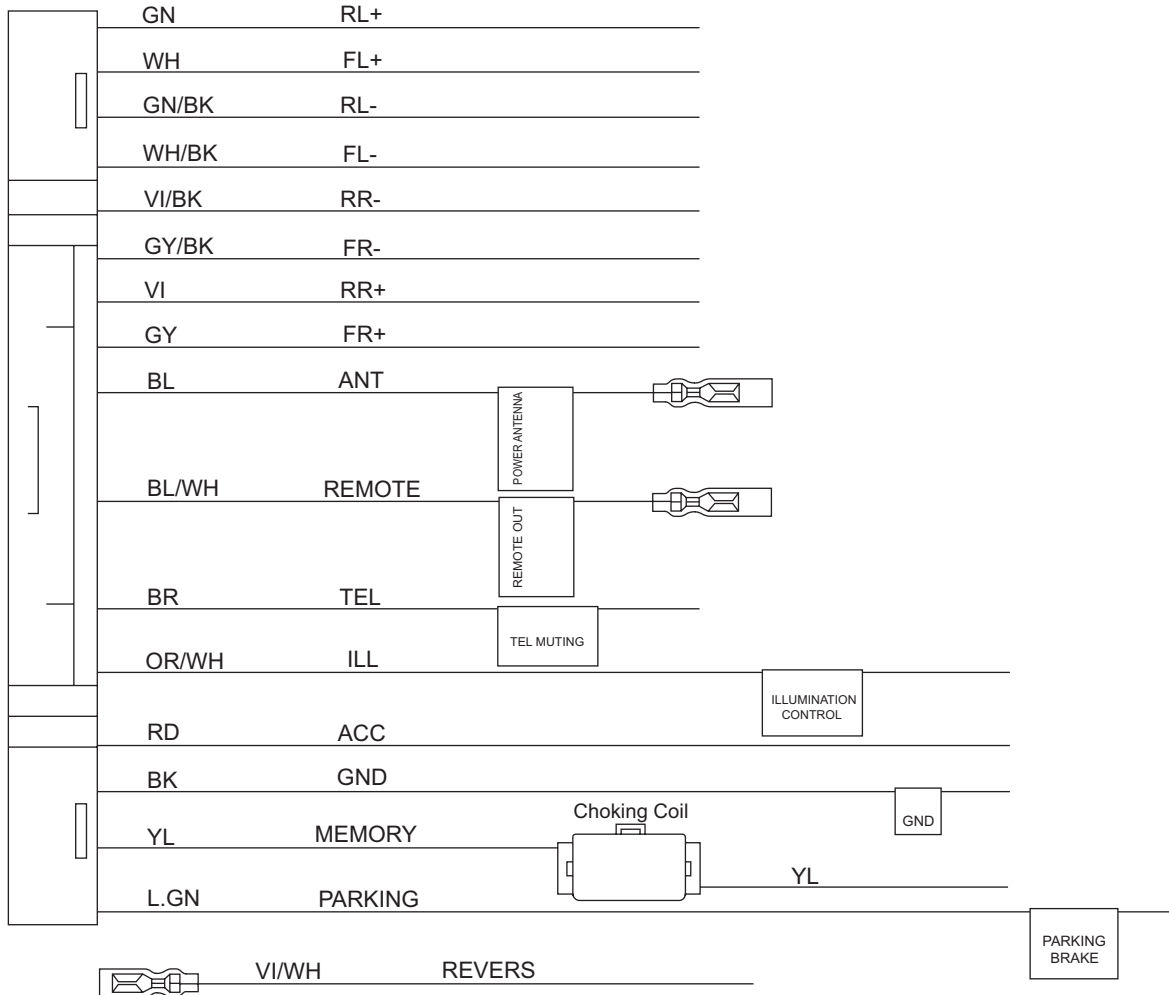 GN RL+
WH FL+
GN/BK RL-
WH/BK FL-
VI/BK RR-
GY/BK FR-
VI RR+
GY FR+
BL ANT
POWER ANTENNA
BL/WH REMOTE
REMOTE OUT
BR TEL
TEL MUTING
OR/WH ILL
ILLUMINATION
CONTROL
RD ACC
BK GND
GND
Choking Coil
YL MEMORY
YL
L.GN PARKING
PARKING
BRAKE
VI/WH REVERS